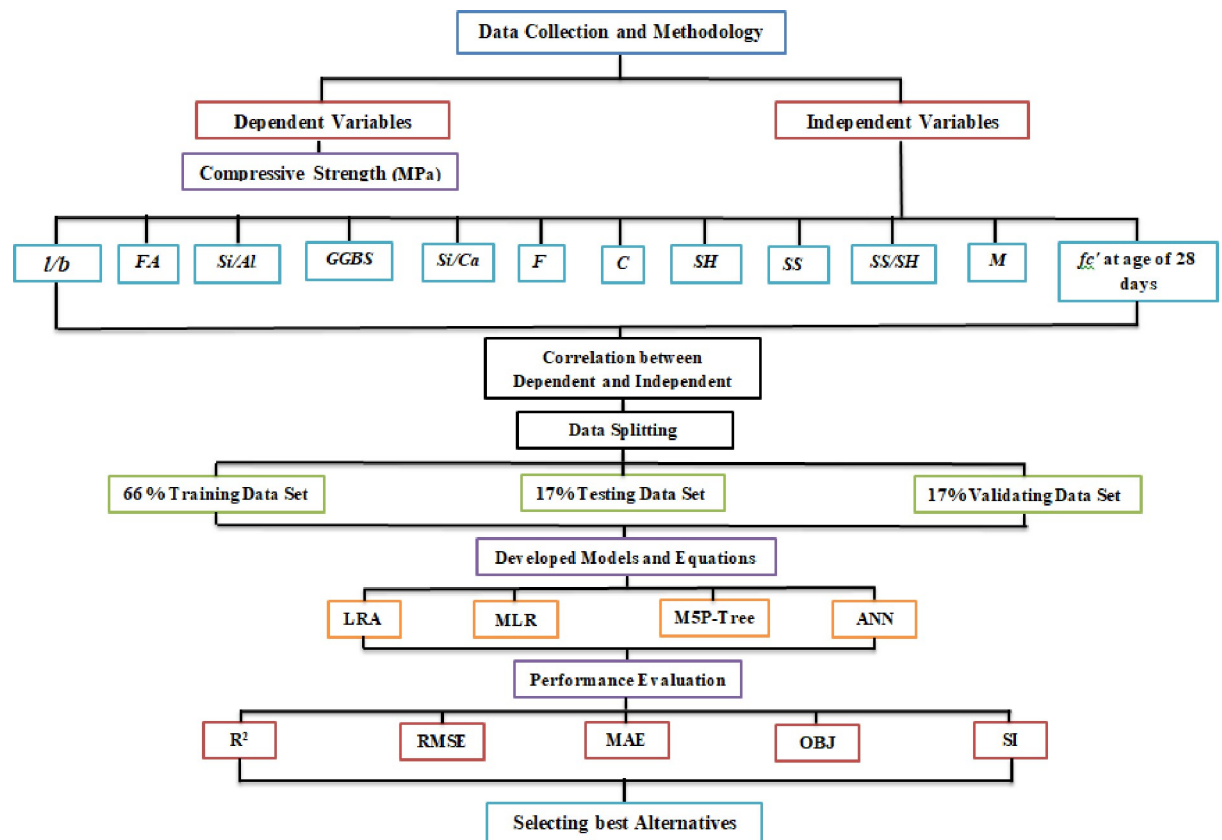 Data Collection and Methodology
Dependent Variables
Independent Variables
Compressive Strength (MPa)
l/b
FA
Si/Al
GGBS
Si/Ca
F
C
SH
SS
SS/SH
M
fc' at age of 28
days
Correlation between
Dependent and Independent
Data Splitting
66% Training Data Set
17% Testing Data Set
17% Validating Data Set
Developed Models and Equations
LRA
MLR
M5P-Tree
ANN
Performance Evaluation
R²
RMSE
MAE
OBJ
SI
Selecting best Alternatives